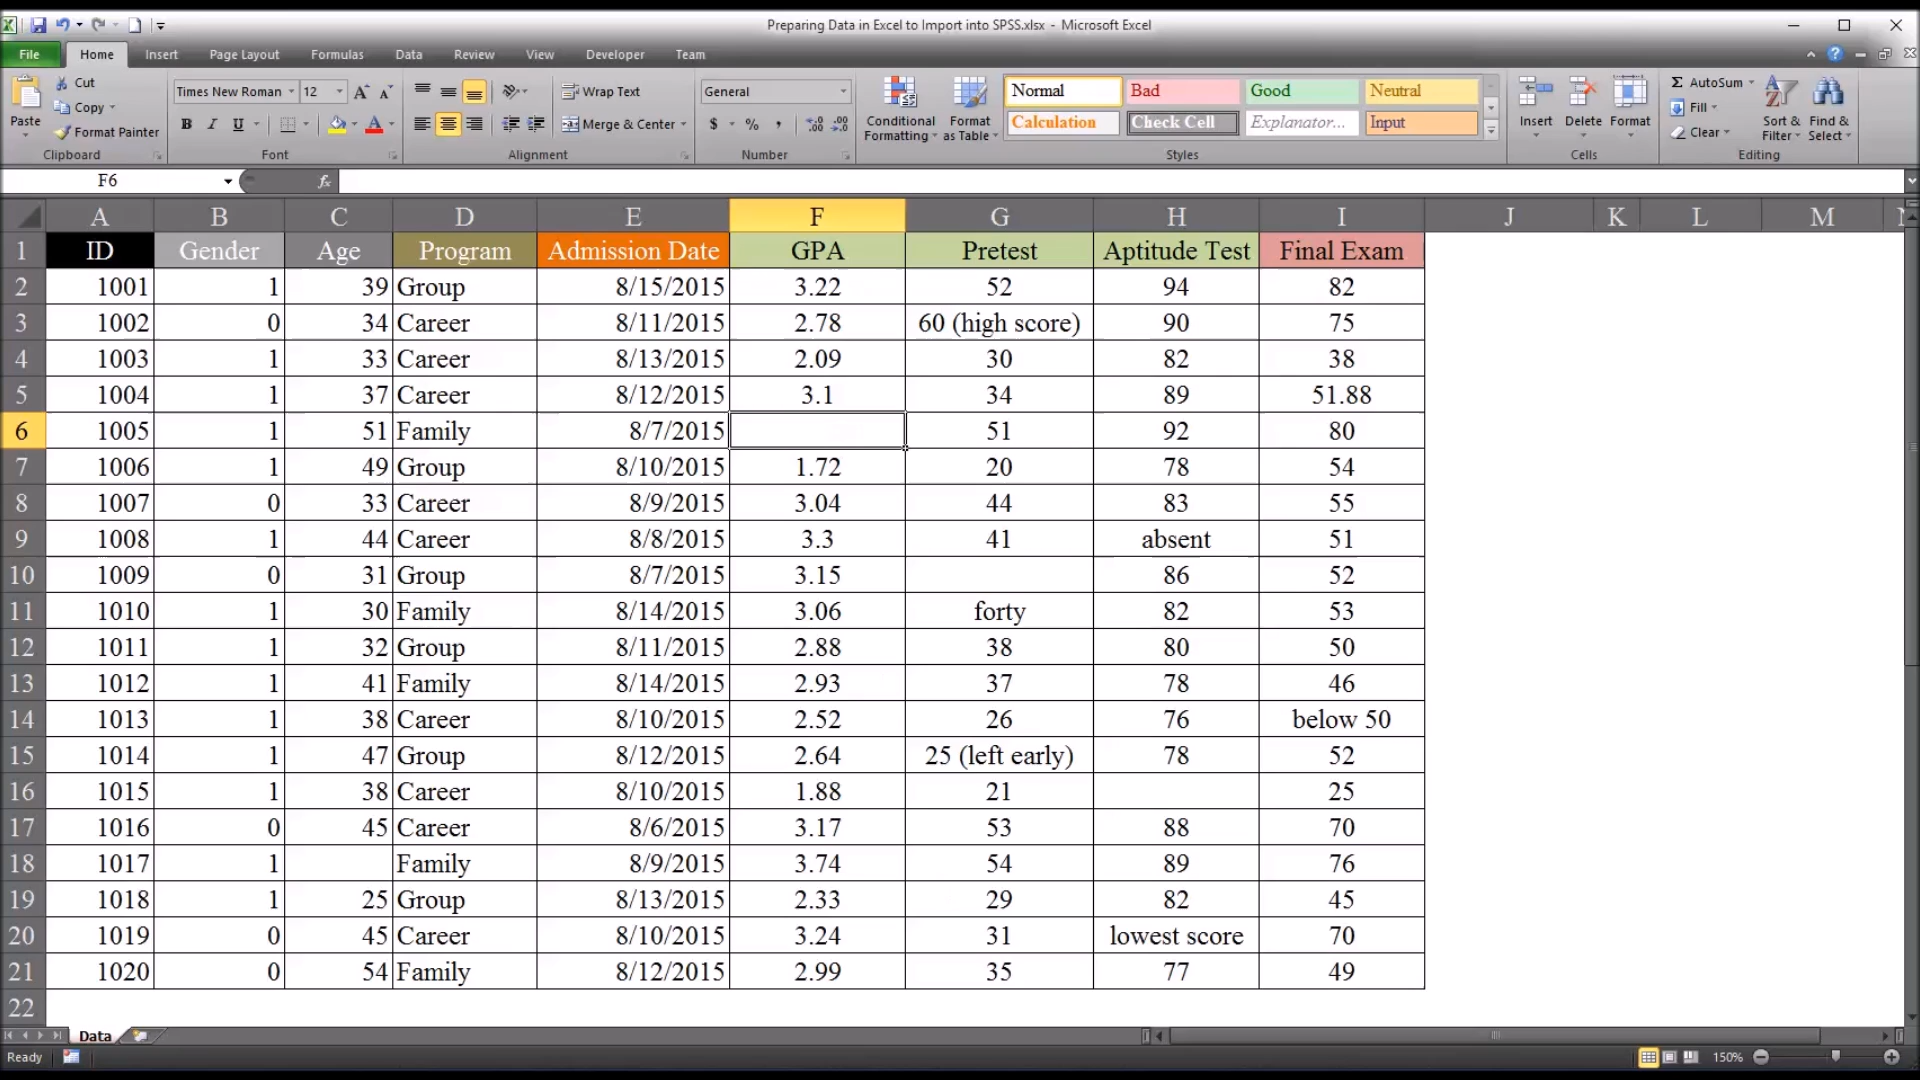 Preparing Data in Excel to Import into SPSS.xlsx - Microsoft Excel
File Home Insert Page Layout Formulas Data Review View Developer Team
Paste
Cut
Copy
Format Painter
Clipboard
Times New Roman 12
B I U
Font
Wrap Text
Merge & Center
Alignment
General
$ % ,
Number
Conditional Formatting
Format as Table
Normal Bad Good Neutral
Calculation Check Cell Explanator... Input
Styles
Insert Delete Format
Cells
AutoSum
Fill
Clear
Sort & Filter
Find & Select
Editing
F6 fx
A B C D E F G H I J K L M
1 ID Gender Age Program Admission Date GPA Pretest Aptitude Test Final Exam
2 1001 1 39 Group 8/15/2015 3.22 52 94 82
3 1002 0 34 Career 8/11/2015 2.78 60 (high score) 90 75
4 1003 1 33 Career 8/13/2015 2.09 30 82 38
5 1004 1 37 Career 8/12/2015 3.1 34 89 51.88
6 1005 1 51 Family 8/7/2015 51 92 80
7 1006 1 49 Group 8/10/2015 1.72 20 78 54
8 1007 0 33 Career 8/9/2015 3.04 44 83 55
9 1008 1 44 Career 8/8/2015 3.3 41 absent 51
10 1009 0 31 Group 8/7/2015 3.15 86 52
11 1010 1 30 Family 8/14/2015 3.06 forty 82 53
12 1011 1 32 Group 8/11/2015 2.88 38 80 50
13 1012 1 41 Family 8/14/2015 2.93 37 78 46
14 1013 1 38 Career 8/10/2015 2.52 26 76 below 50
15 1014 1 47 Group 8/12/2015 2.64 25 (left early) 78 52
16 1015 1 38 Career 8/10/2015 1.88 21 25
17 1016 0 45 Career 8/6/2015 3.17 53 88 70
18 1017 1 Family 8/9/2015 3.74 54 89 76
19 1018 1 25 Group 8/13/2015 2.33 29 82 45
20 1019 0 45 Career 8/10/2015 3.24 31 lowest score 70
21 1020 0 54 Family 8/12/2015 2.99 35 77 49
22
Data
Ready 150%